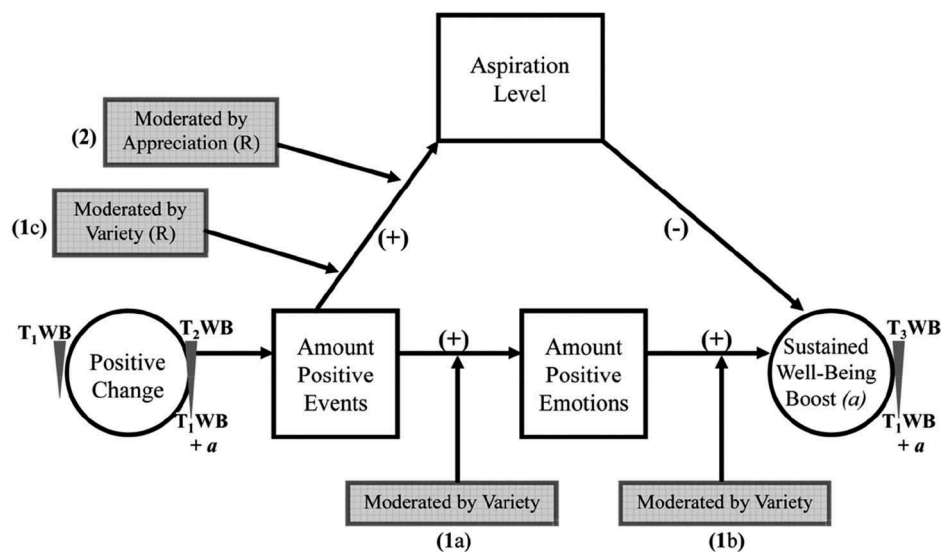 Aspiration
Level
(2)
Moderated by
Appreciation (R)
(1c)
Moderated by
Variety (R)
(+)
(-)
T₁WB
Positive
Change
T₂WB
T₁WB
+ a
Amount
Positive
Events
(+)
Amount
Positive
Emotions
(+)
Sustained
Well-Being
Boost (a)
T₃WB
T₁WB
+ a
Moderated by Variety
(1a)
Moderated by Variety
(1b)